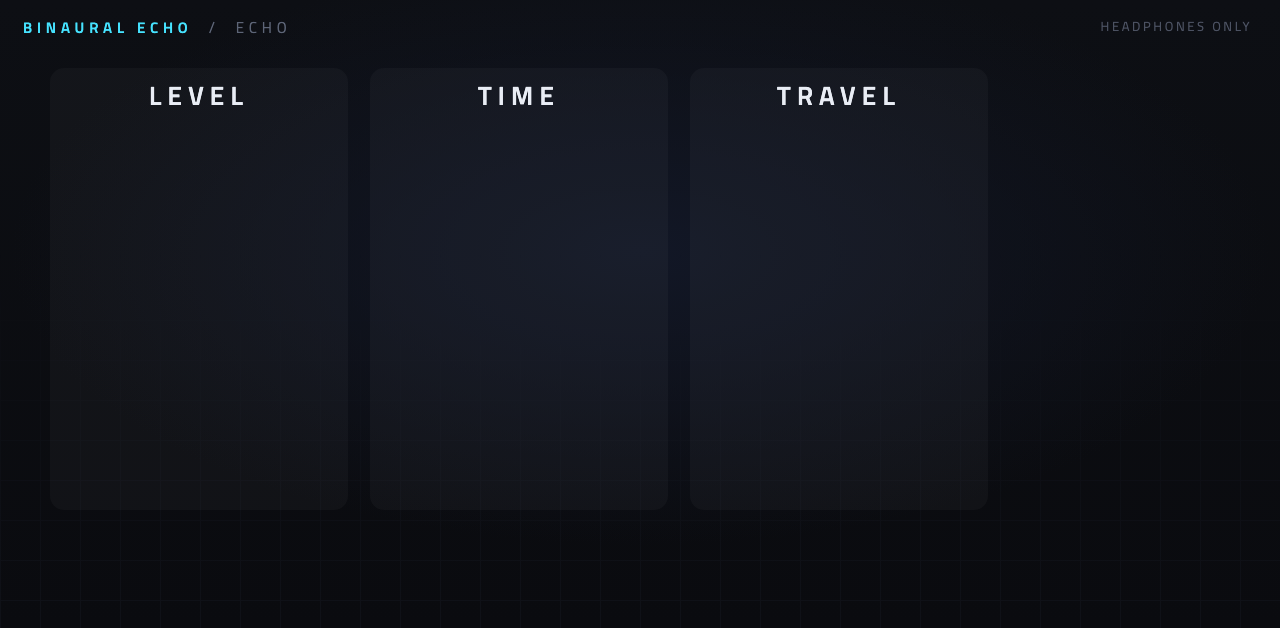 BINAURAL ECHO / ECHO
HEADPHONES ONLY
LEVEL
TIME
TRAVEL